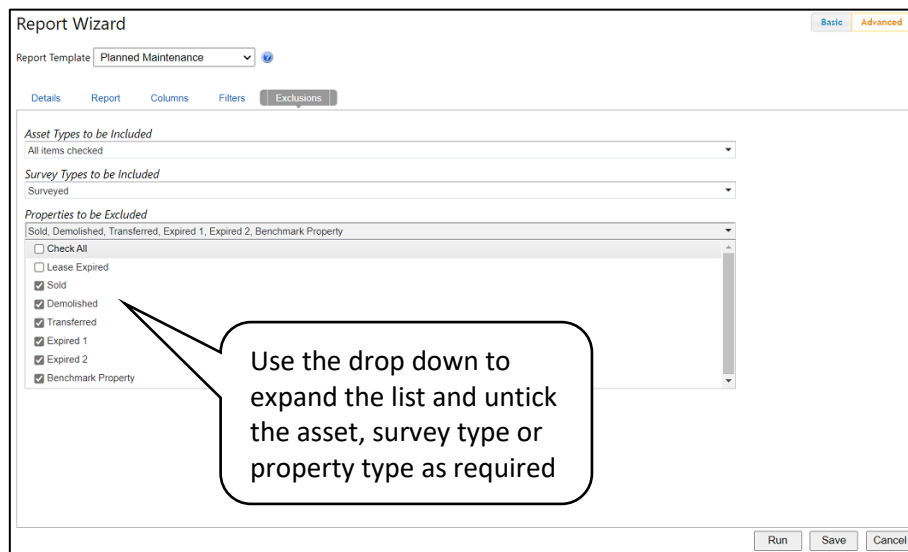 Report Wizard
Basic Advanced
Report Template Planned Maintenance
Details Report Columns Filters Exclusions
Asset Types to be Included
All items checked
Survey Types to be Included
Surveyed
Properties to be Excluded
Sold, Demolished, Transferred, Expired 1, Expired 2, Benchmark Property
Check All
Lease Expired
Sold
Demolished
Transferred
Expired 1
Expired 2
Benchmark Property
Use the drop down to
expand the list and untick
the asset, survey type or
property type as required
Run Save Cancel